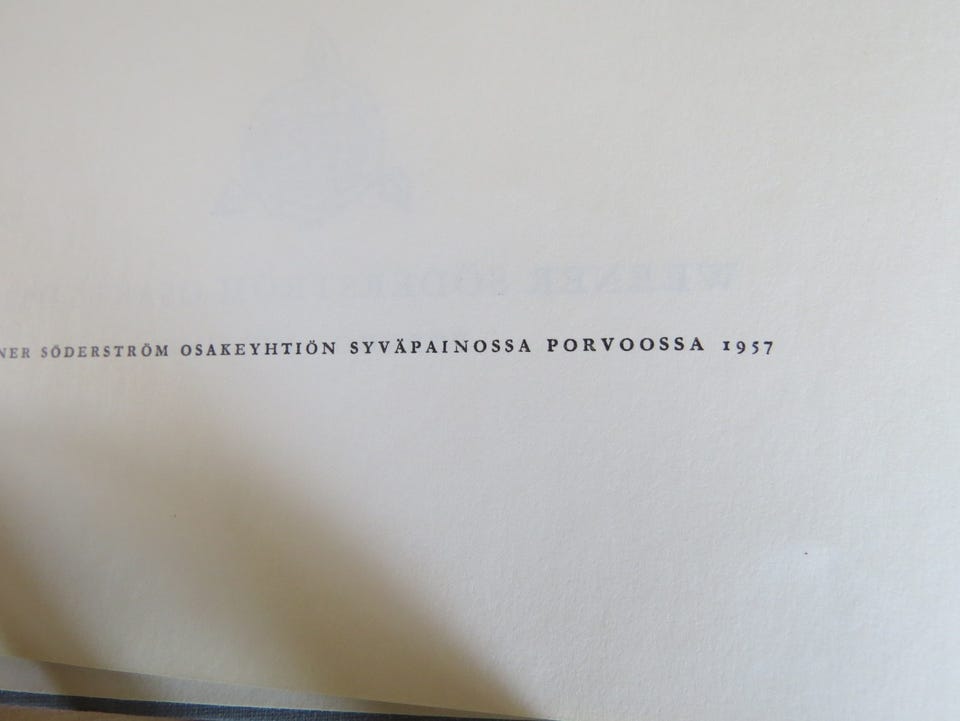 NER SÖDERSTRÖM OSAKEYHTIÖN SYVÄPAINOSSA PORVOOSSA 1957